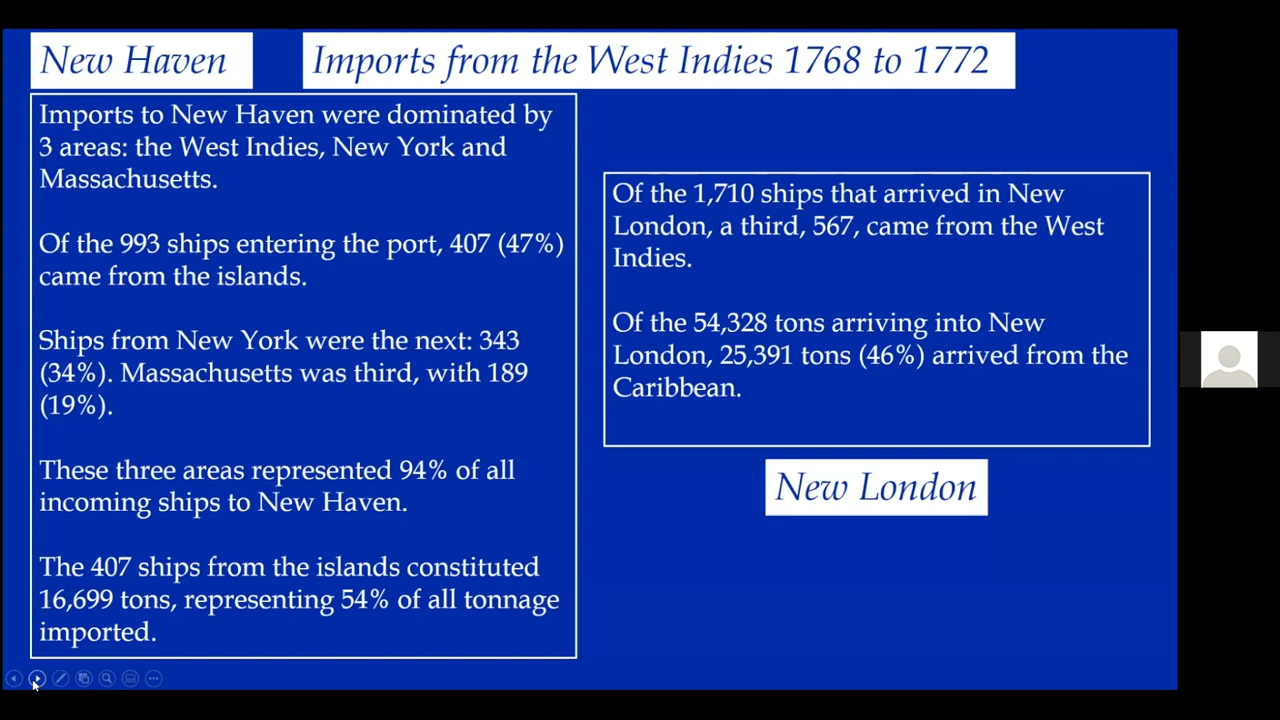 New Haven
Imports from the West Indies 1768 to 1772
Imports to New Haven were dominated by
3 areas: the West Indies, New York and
Massachusetts.
Of the 993 ships entering the port, 407 (47%)
came from the islands.
Ships from New York were the next: 343
(34%). Massachusetts was third, with 189
(19%).
These three areas represented 94% of all
incoming ships to New Haven.
The 407 ships from the islands constituted
16,699 tons, representing 54% of all tonnage
imported.
Of the 1,710 ships that arrived in New
London, a third, 567, came from the West
Indies.
Of the 54,328 tons arriving into New
London, 25,391 tons (46%) arrived from the
Caribbean.
New London